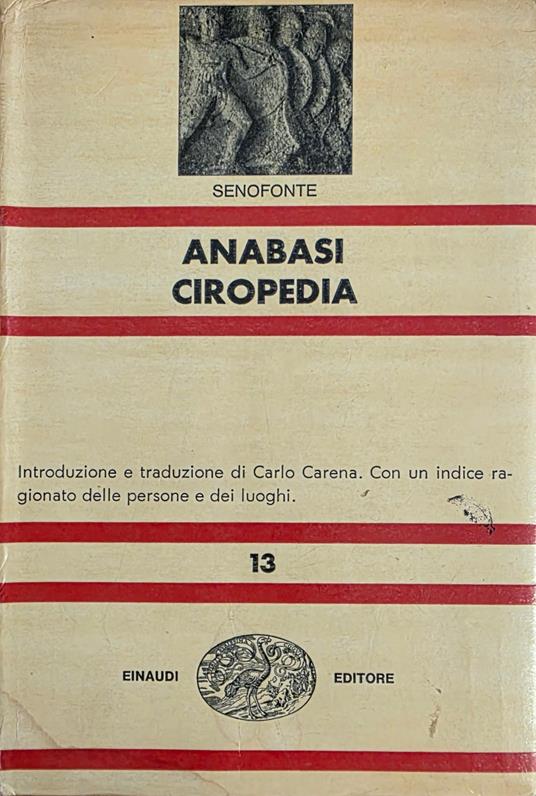 SENOFONTE
ANABASI
CIROPEDIA
Introduzione e traduzione di Carlo Carena. Con un indice ra-
gionato delle persone e dei luoghi.
13
EINAUDI EDITORE